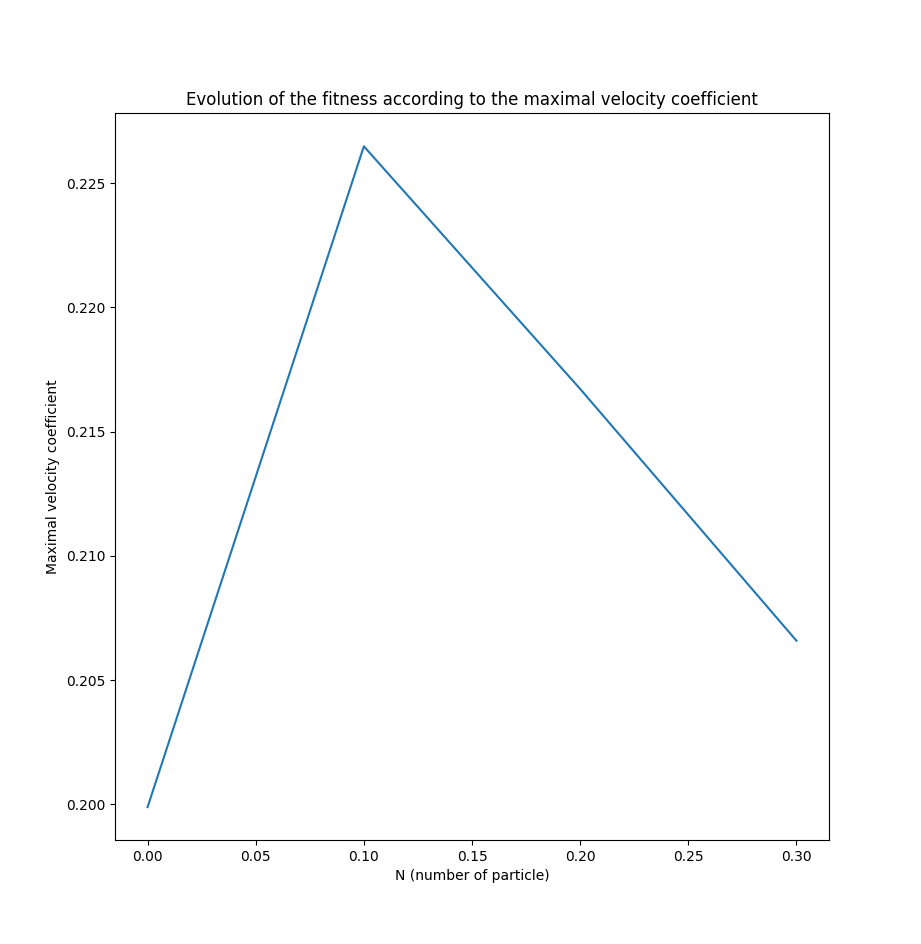 Evolution of the fitness according to the maximal velocity coefficient
0.225
0.220
0.215
0.210
0.205
0.200
Maximal velocity coefficient
0.00 0.05 0.10 0.15 0.20 0.25 0.30
N (number of particle)